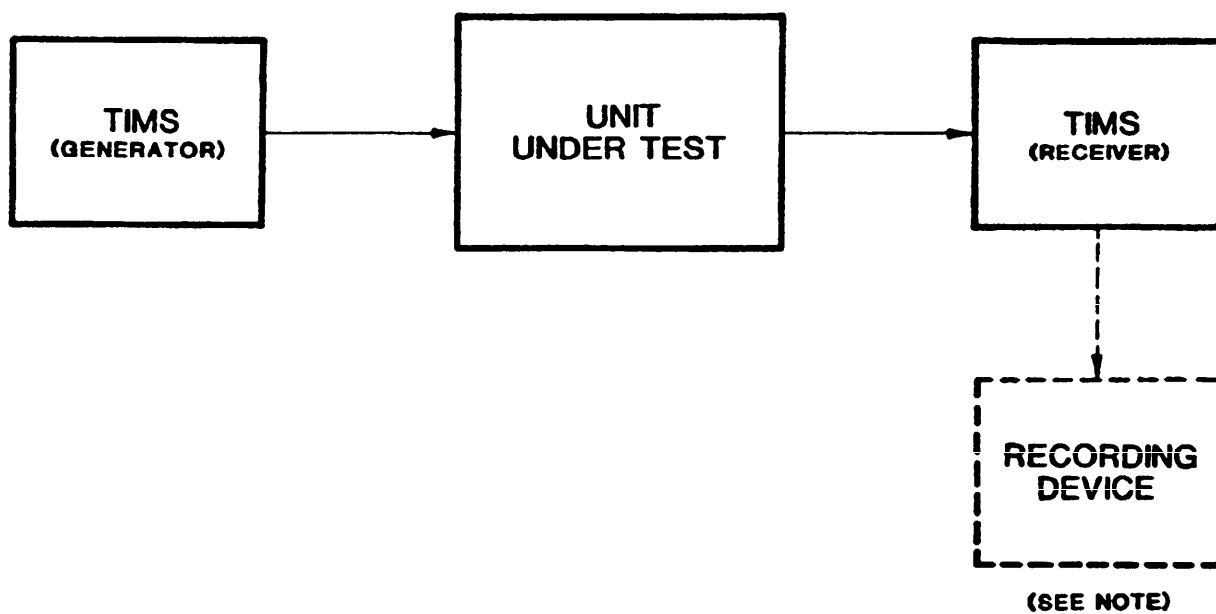 TIMS
(GENERATOR)
UNIT
UNDER TEST
TIMS
(RECEIVER)
RECORDING
DEVICE
(SEE NOTE)